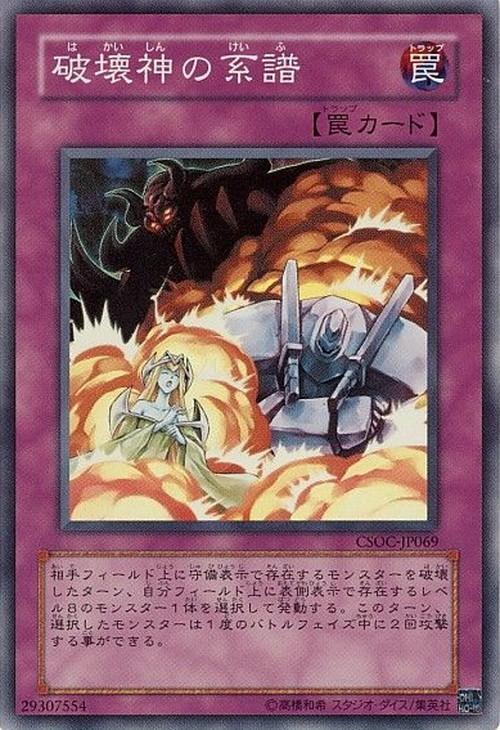 破壊神の系譜
罠
【罠カード】
CSOC-JP069
相手フィールド上に守備表示で存在するモンスターを破壊
したターン、自分フィールド上に表側表示で存在するレベ
ル8のモンスター1体を選択して発動する。このターン、
選択したモンスターは1度のバトルフェイズ中に2回攻撃
する事ができる。
29307554
©高橋和希 スタジオ・ダイス/集英社